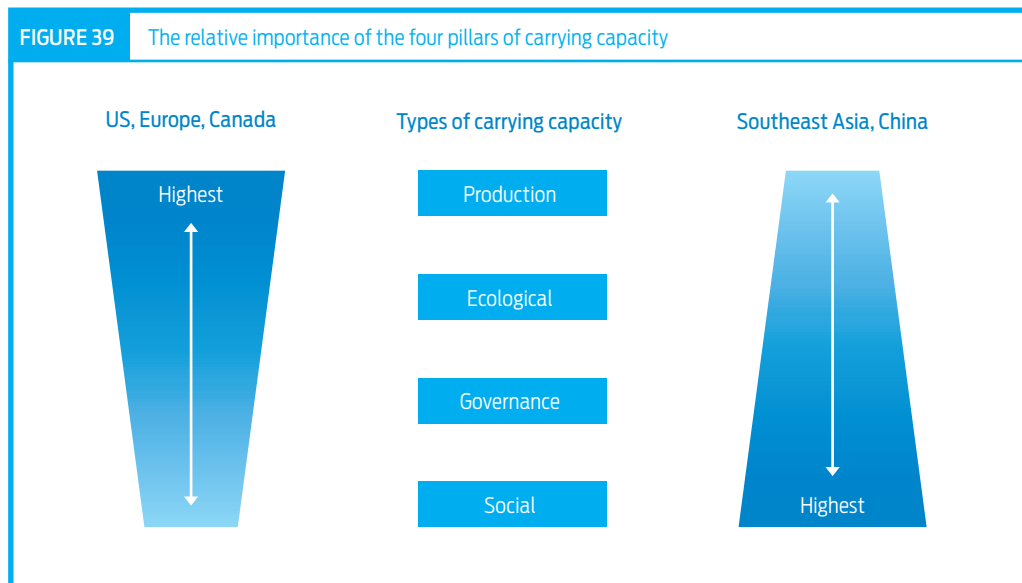 FIGURE 39 The relative importance of the four pillars of carrying capacity
US, Europe, Canada
Types of carrying capacity
Southeast Asia, China
Highest
Production
Ecological
Governance
Social
Highest